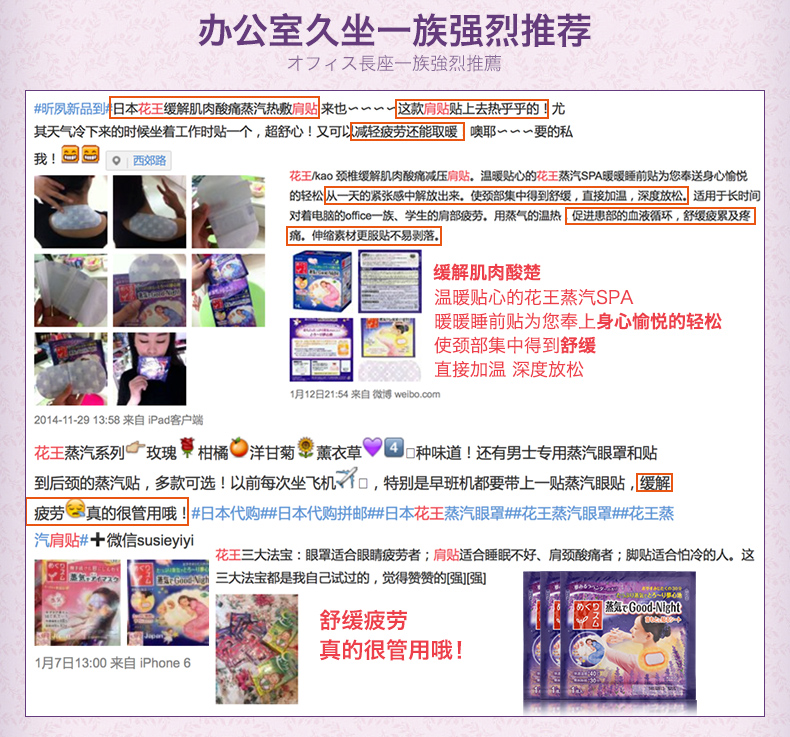 办公室久坐一族强烈推荐
オフィス長座一族強烈推薦
#昕夙新品到#日本花王缓解肌肉酸痛蒸汽热敷肩贴 来也~~~~这款肩贴贴上去热乎乎的！尤
其天气冷下来的时候坐着工作时贴一个，超舒心！又可以减轻疲劳还能取暖 噢耶~~~要的私
我！
西郊路
2014-11-29 13:58 来自 iPad客户端
花王/kao 颈椎缓解肌肉酸痛减压肩贴。温暖贴心的花王蒸汽SPA暖暖睡前贴为您奉送身心愉悦
的轻松 从一天的紧张感中解放出来。使颈部集中得到舒缓，直接加温，深度放松。适用于长时间
对着电脑的office一族、学生的肩部疲劳。用蒸气的温热 促进患部的血液循环，舒缓疲累及疼
痛。伸缩素材更服贴不易剥落。
缓解肌肉酸楚
温暖贴心的花王蒸汽SPA
暖暖睡前贴为您奉上身心愉悦的轻松
使颈部集中得到舒缓
直接加温 深度放松
1月12日21:54 来自 微博 weibo.com
花王蒸汽系列👉玫瑰🌹柑橘🍊洋甘菊🌻薰衣草💜4️⃣种味道！还有男士专用蒸汽眼罩和贴
到后颈的蒸汽贴，多款可选！以前每次坐飞机✈，特别是早班机都要带上一贴蒸汽眼贴，缓解
疲劳😪真的很管用哦！#日本代购##日本代购拼邮##日本花王蒸汽眼罩##花王蒸汽眼罩##花王蒸
汽肩贴#➕微信susieyiyi
1月7日13:00 来自 iPhone 6
花王三大法宝：眼罩适合眼睛疲劳者；肩贴适合睡眠不好、肩颈酸痛者；脚贴适合怕冷的人。这
三大法宝都是我自己试过的，觉得赞赞的[强][强]
舒缓疲劳
真的很管用哦！
めぐりズム
蒸気でGood-Night